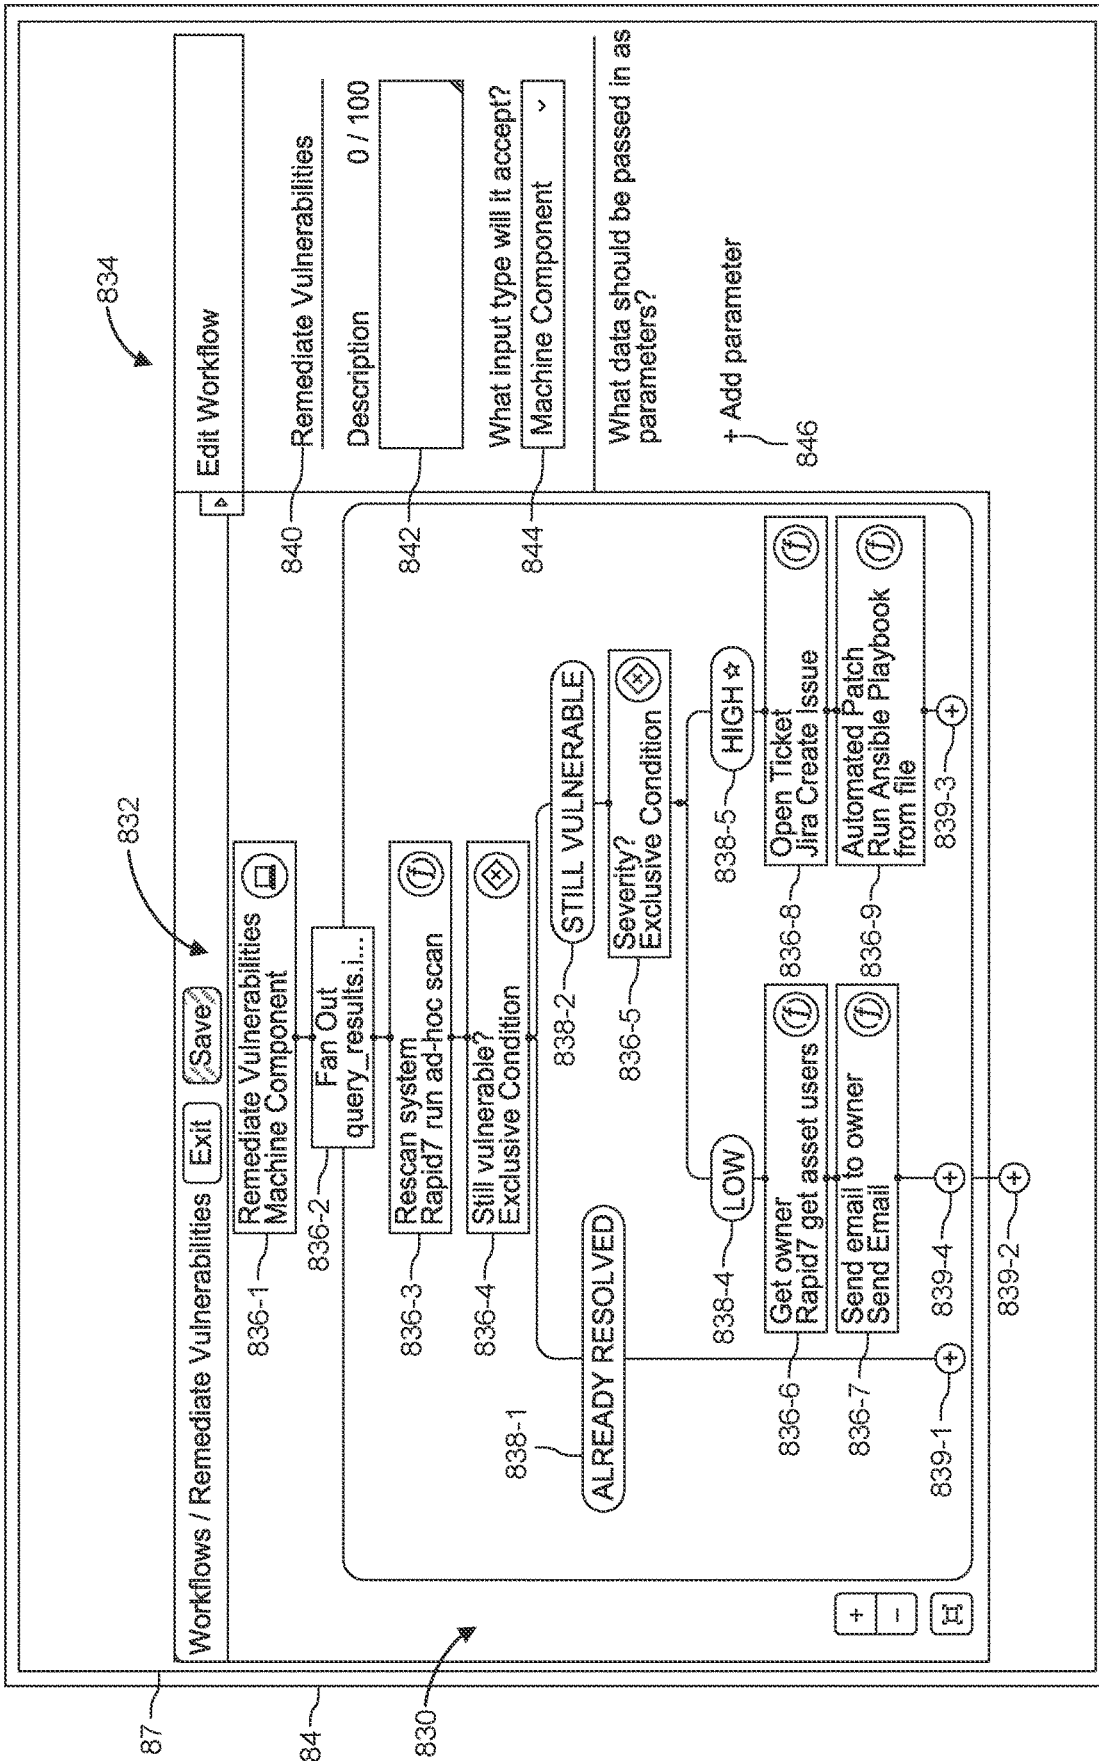 87
84
830
832
834
Workflows / Remediate Vulnerabilities
Exit
Save
Edit Workflow
836-1
Remediate Vulnerabilities
Machine Component
836-2
Fan Out
query_results.i...
836-3
Rescan system
Rapid7 run ad-hoc scan
836-4
Still vulnerable?
Exclusive Condition
838-1
ALREADY RESOLVED
838-2
STILL VULNERABLE
836-5
Severity?
Exclusive Condition
838-4
LOW
838-5
HIGH☆
836-6
Get owner
Rapid7 get asset users
836-7
Send email to owner
Send Email
836-8
Open Ticket
Jira Create Issue
836-9
Automated Patch
Run Ansible Playbook
from file
839-1
839-4
839-2
839-3
+
+
+
+
+
−
840
Remediate Vulnerabilities
Description
0 / 100
842
What input type will it accept?
844
Machine Component
What data should be passed in as
parameters?
+ Add parameter
846